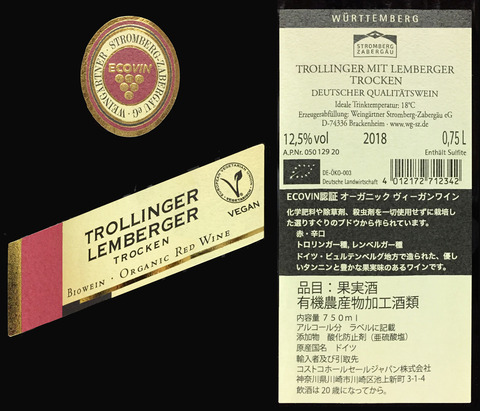 STROMBERG-ZABERGÄU EG
WEINGÄRTNER
ECOVIN
EUROPEAN VEGETARIAN UNION
VEGAN
TROLLINGER
LEMBERGER
TROCKEN
BIOWEIN · ORGANIC RED WINE
WÜRTTEMBERG
STROMBERG
ZABERGÄU
TROLLINGER MIT LEMBERGER
TROCKEN
DEUTSCHER QUALITÄTSWEIN
Ideale Trinktemperatur: 18°C
Erzeugerabfüllung: Weingärtner Stromberg-Zabergäu eG
D-74336 Brackenheim · www.wg-sz.de
12,5%vol 2018 0,75 L
A.P.Nr. 050 129 20 Enthält Sulfite
DE-ÖKO-003
Deutsche Landwirtschaft
4 012172 712342
ECOVIN認証 オーガニック ヴィーガンワイン
化学肥料や除草剤、殺虫剤を一切使用せずに栽培し
た選りすぐりのブドウから作られています。
赤・辛口
トロリンガー種，レンベルガー種
ドイツ・ビュルテンベルグ地方で造られた、優し
いタンニンと豊かな果実味のあるワインです。
品目：果実酒
有機農産物加工酒類
内容量 750ml
アルコール分 ラベルに記載
添加物 酸化防止剤（亜硫酸塩）
原産国名 ドイツ
輸入者及び引取先
コストコホールセールジャパン株式会社
神奈川県川崎市川崎区池上新町 3-1-4
飲酒は20歳になってから。